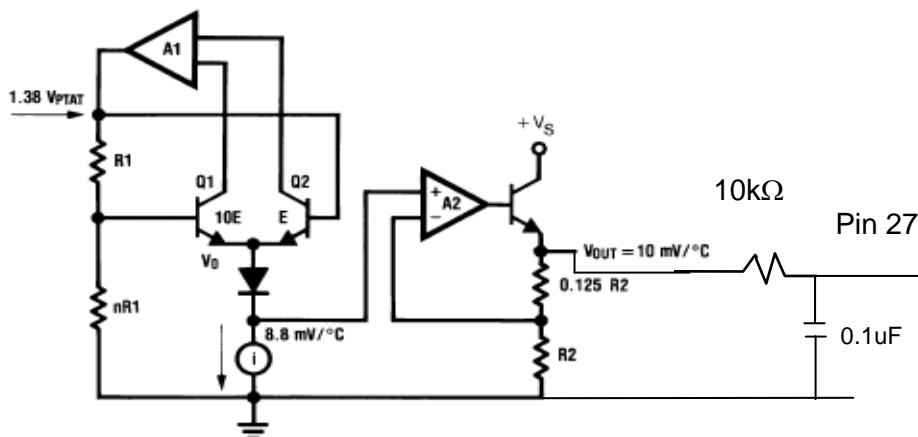 A1
1.38 VPTAT
R1
Q1
Q2
10E
E
VO
nR1
i
8.8 mV/°C
+VS
+
A2
−
VOUT = 10 mV/°C
0.125 R2
R2
10kΩ
Pin 27
0.1uF